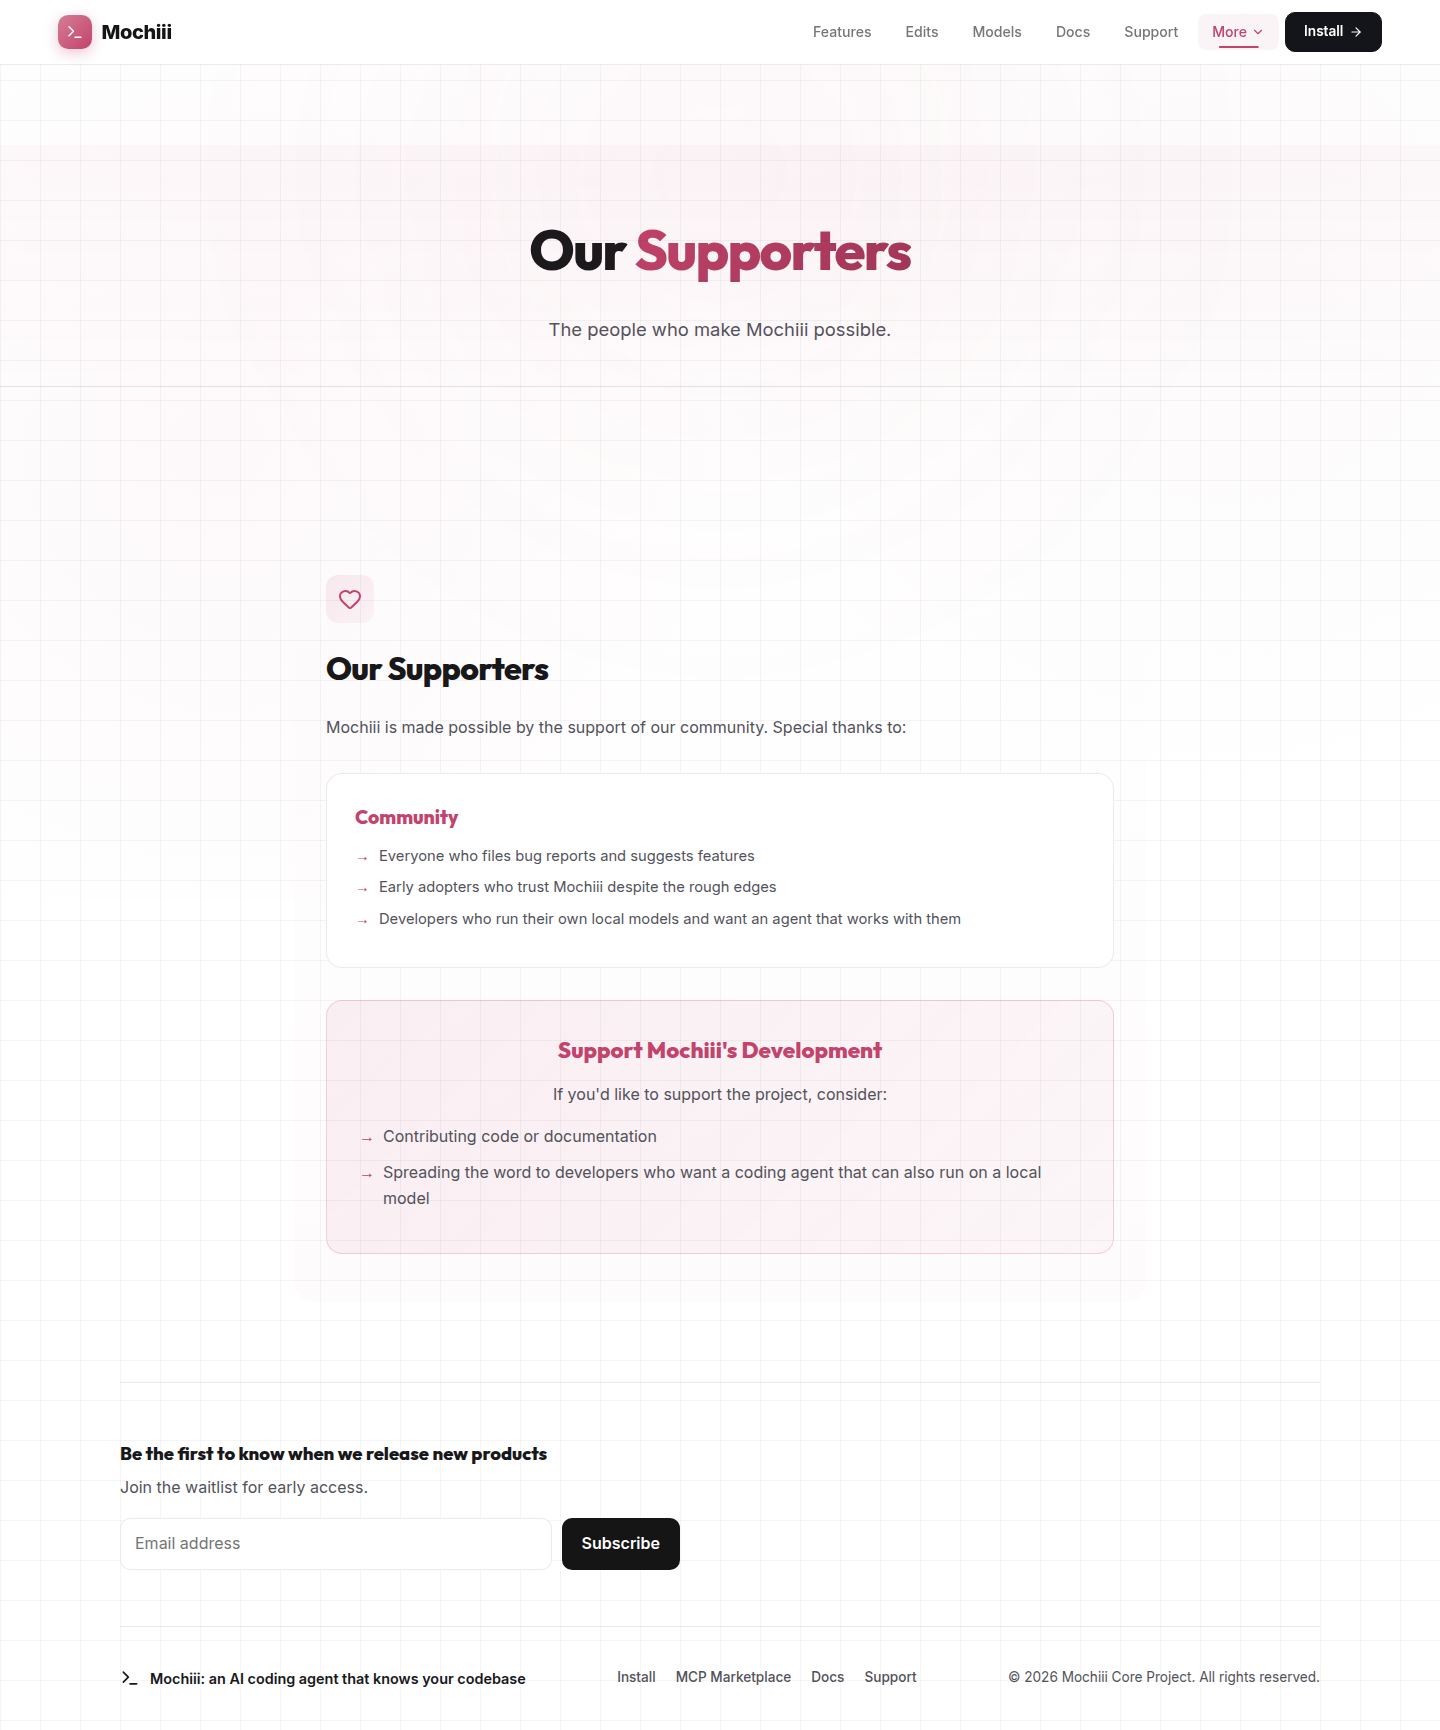 Mochiii
Features
Edits
Models
Docs
Support
More
Install →
Our Supporters
The people who make Mochiii possible.
Our Supporters
Mochiii is made possible by the support of our community. Special thanks to:
Community
→ Everyone who files bug reports and suggests features
→ Early adopters who trust Mochiii despite the rough edges
→ Developers who run their own local models and want an agent that works with them
Support Mochiii's Development
If you'd like to support the project, consider:
→ Contributing code or documentation
→ Spreading the word to developers who want a coding agent that can also run on a local
model
Be the first to know when we release new products
Join the waitlist for early access.
Email address
Subscribe
Mochiii: an AI coding agent that knows your codebase
Install
MCP Marketplace
Docs
Support
© 2026 Mochiii Core Project. All rights reserved.